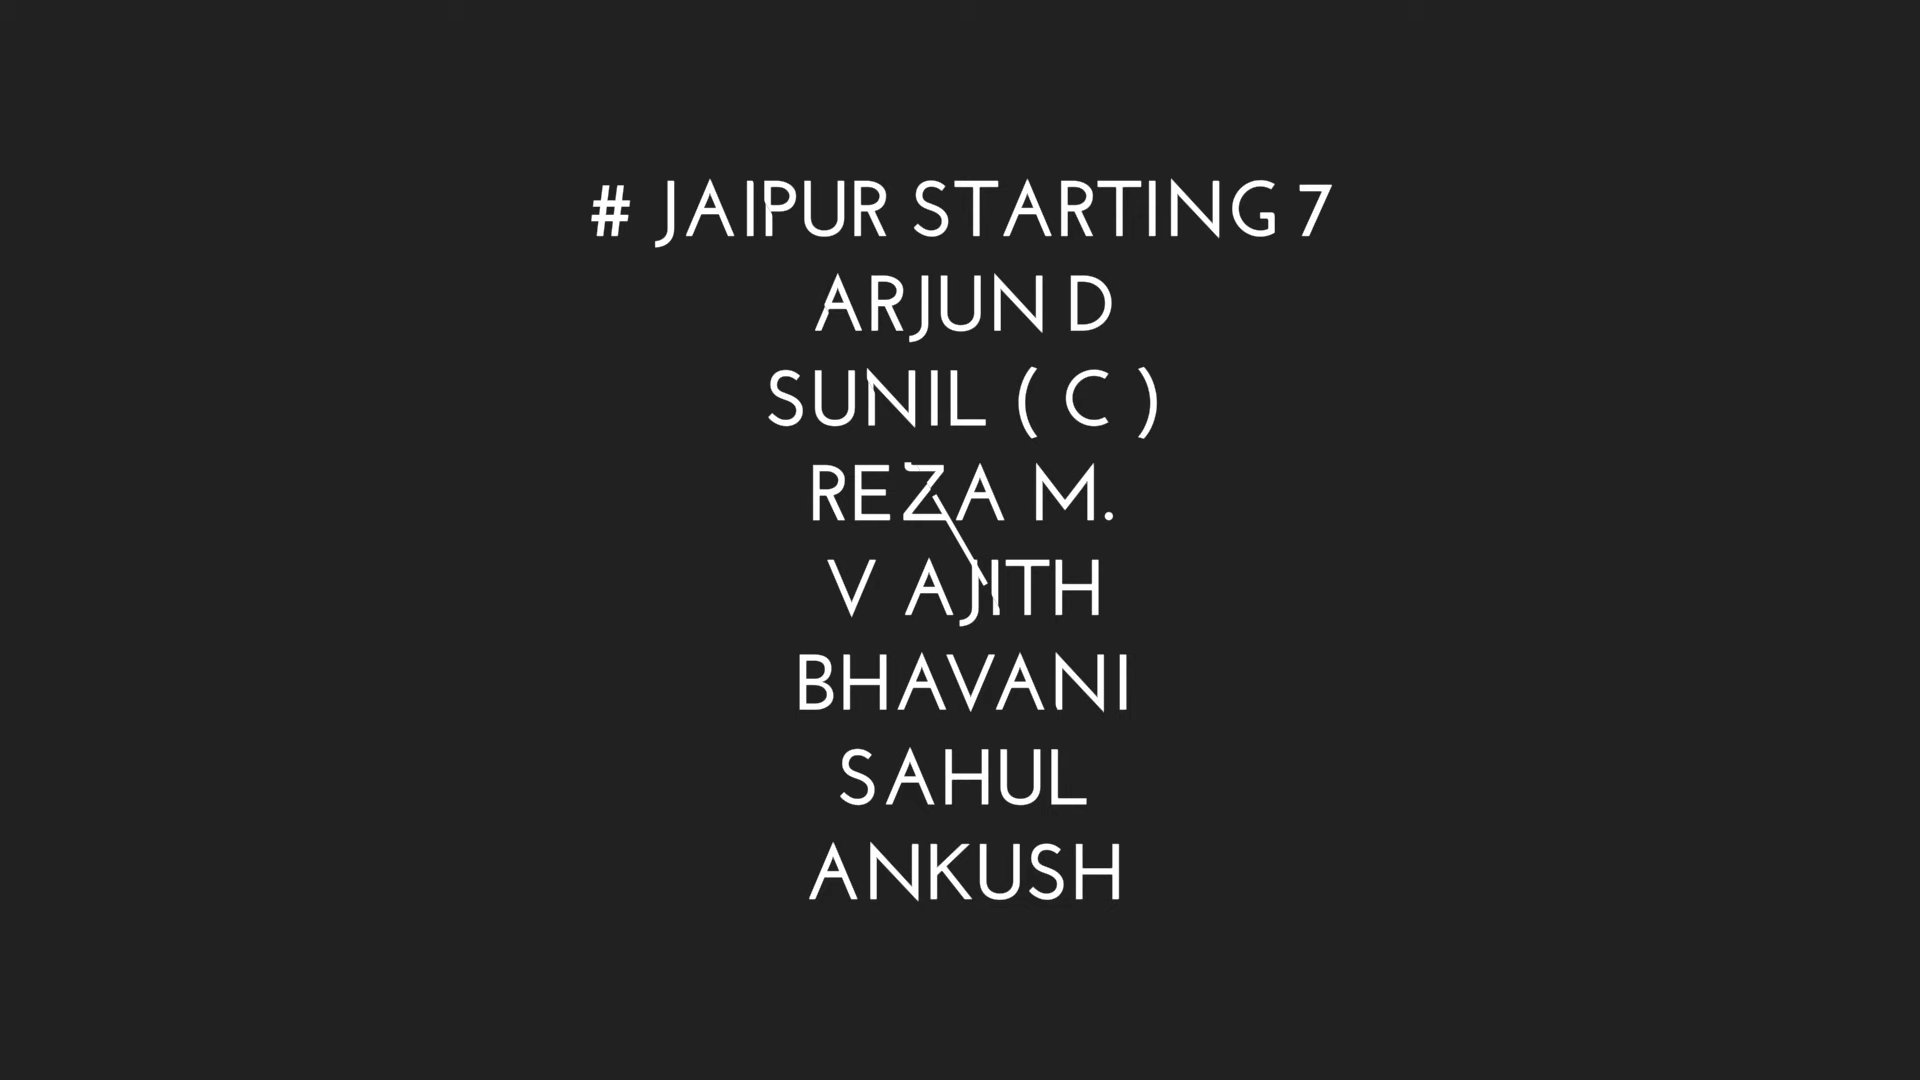 # JAIPUR STARTING 7
ARJUN D
SUNIL ( C )
REZA M.
V AJITH
BHAVANI
SAHUL
ANKUSH